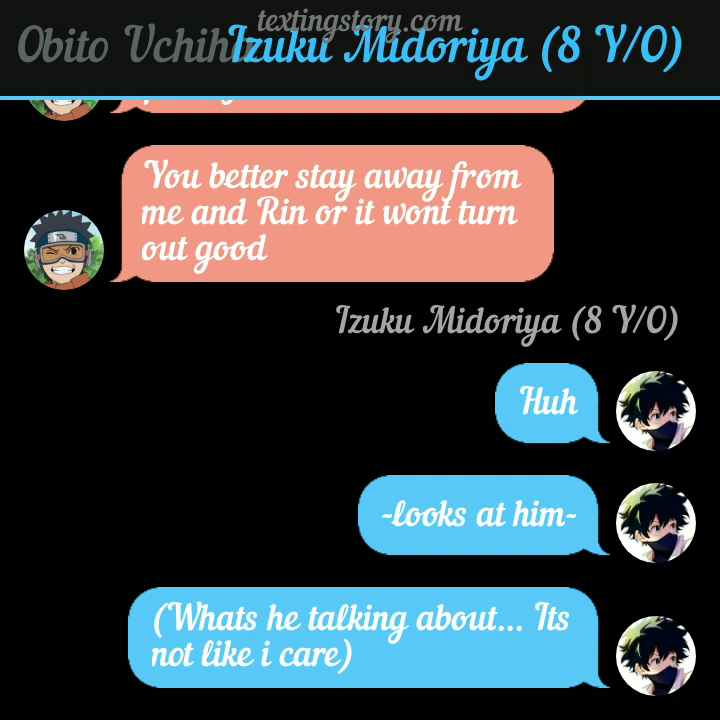 textingstory.com
Obito Uchiha Izuku Midoriya (8 Y/O)
You better stay away from
me and Rin or it wont turn
out good
Izuku Midoriya (8 Y/O)
Huh
-looks at him-
(Whats he talking about... Its
not like i care)